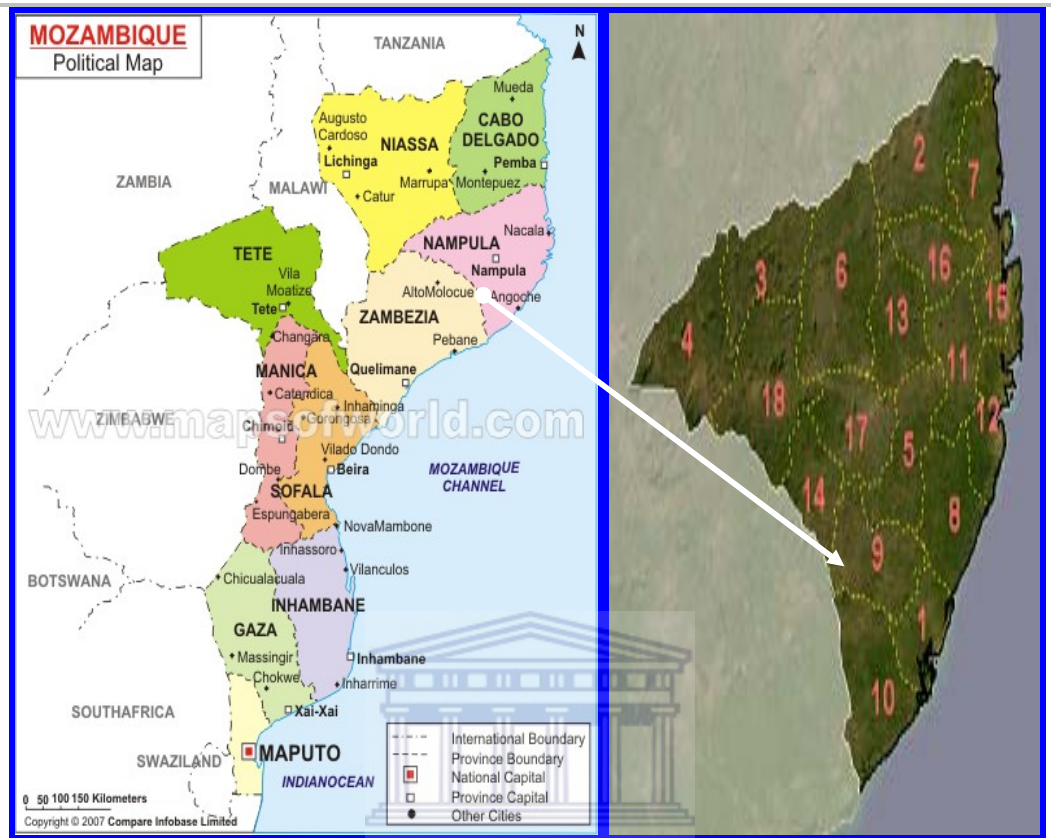 MOZAMBIQUE
Political Map
N
TANZANIA
Mueda
CABO
DELGADO
Augusto
Cardoso
NIASSA
Lichinga
Pemba
ZAMBIA
MALAWI
Marrupa
Montepuez
Catur
Nacala
NAMPULA
TETE
Nampula
Vila
Moatize
AltoMolocue
Angoche
Tete
ZAMBEZIA
Changara
Pebane
MANICA
Quelimane
Catandica
Inhaminga
ZIMBABWE
www.mapsofworld.com
Gorongosa
Chimoio
Vilado Dondo
Dombe
Beira
MOZAMBIQUE
CHANNEL
SOFALA
Espungabera
NovaMambone
Inhassoro
Vilanculos
BOTSWANA
Chicualacuala
INHAMBANE
GAZA
Massingir
Inhambane
Chokwe
Inharrime
SOUTHAFRICA
Xai-Xai
MAPUTO
SWAZILAND
INDIANOCEAN
International Boundary
Province Boundary
National Capital
Province Capital
Other Cities
0 50 100 150 Kilometers
Copyright © 2007 Compare Infobase Limited
2
7
3
6
16
15
13
4
11
18
12
17
5
14
8
9
1
10